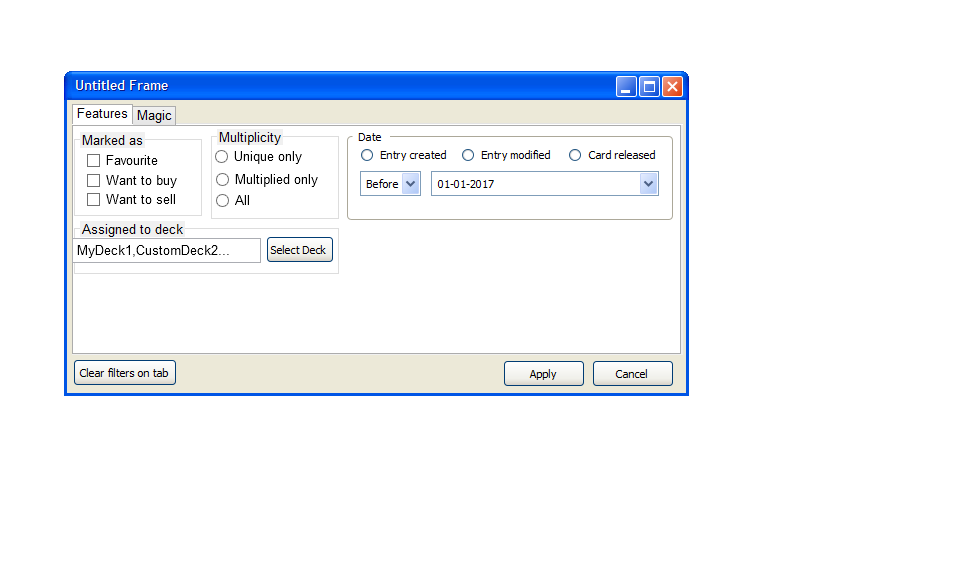 Untitled Frame
Features Magic
Marked as
Favourite
Want to buy
Want to sell
Multiplicity
Unique only
Multiplied only
All
Date
Entry created Entry modified Card released
Before 01-01-2017
Assigned to deck
MyDeck1,CustomDeck2... Select Deck
Clear filters on tab Apply Cancel